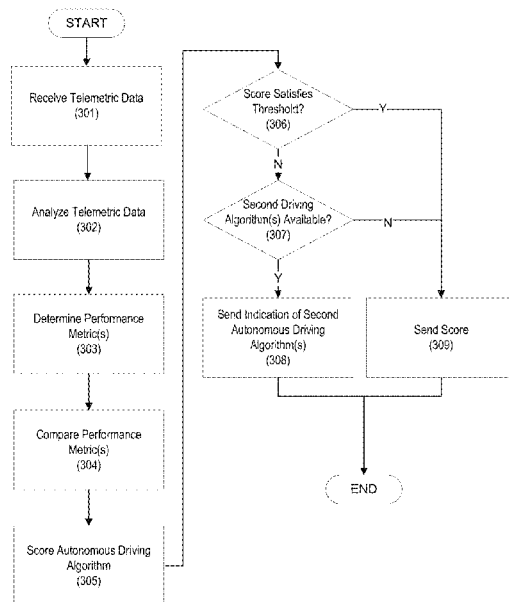 START
Receive Telemetric Data
(301)
Analyze Telemetric Data
(302)
Determine Performance
Metric(s)
(303)
Compare Performance
Metric(s)
(304)
Score Autonomous Driving
Algorithm
(305)
Score Satisfies
Threshold?
(306)
Y
N
Second Driving
Algorithm(s) Available?
(307)
N
Y
Send Indication of Second
Autonomous Driving
Algorithm(s)
(308)
Send Score
(309)
END